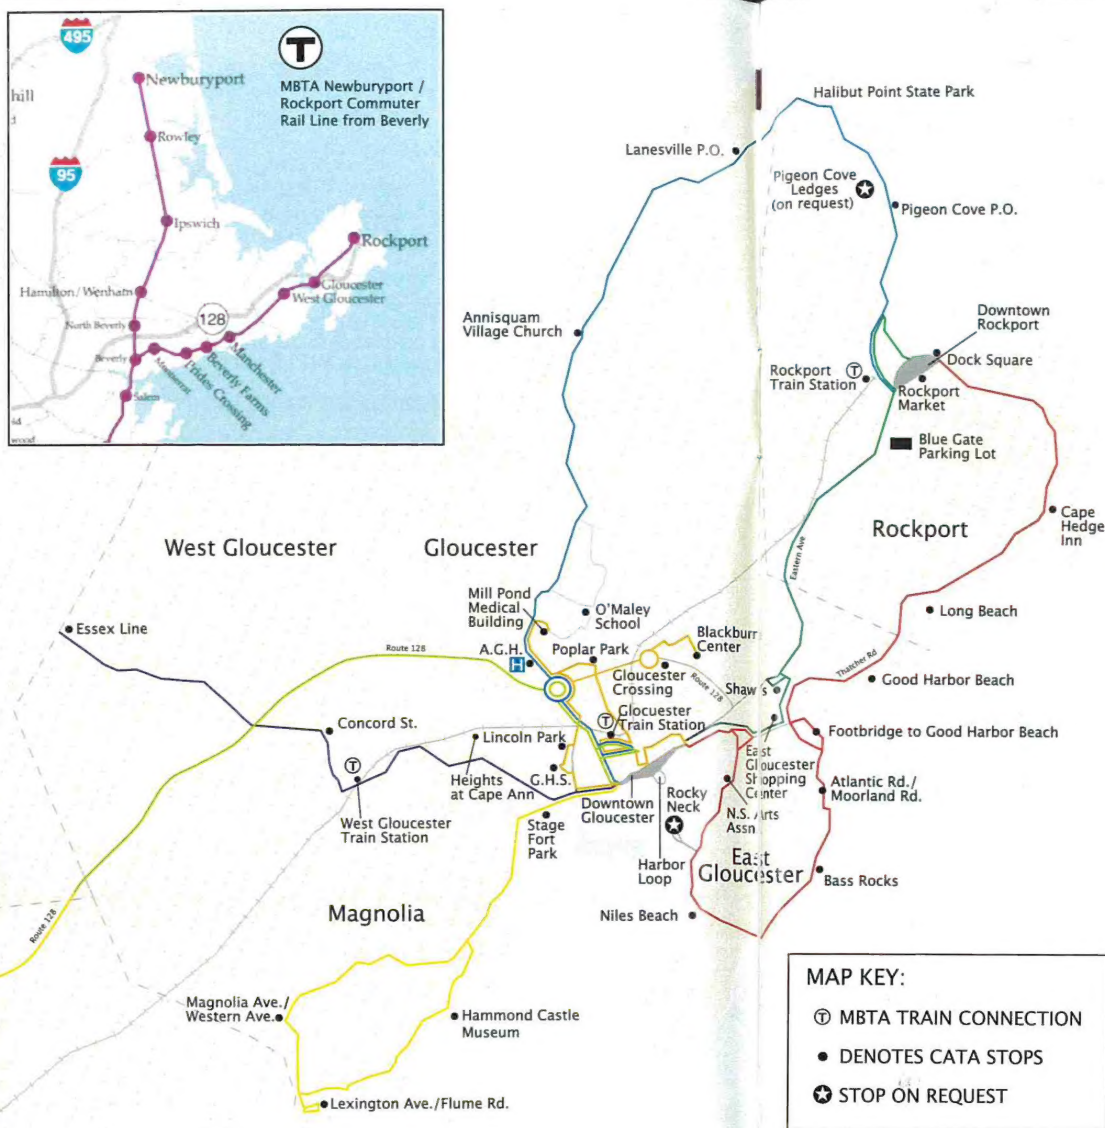 495
hill
95
Newburyport
Rowley
Ipswich
Hamilton/Wenham
North Beverly
Beverly
Salem
Montserrat
Prides Crossing
Beverly Farms
Manchester
128
West Gloucester
Gloucester
Rockport
wood
T
MBTA Newburyport /
Rockport Commuter
Rail Line from Beverly
Halibut Point State Park
Lanesville P.O.
Pigeon Cove
Ledges
(on request)
Pigeon Cove P.O.
Annisquam
Village Church
Downtown
Rockport
Dock Square
Rockport
Train Station
T
Rockport
Market
Blue Gate
Parking Lot
West Gloucester
Gloucester
Rockport
Cape
Hedge
Inn
Eastern Ave
Mill Pond
Medical
Building
O'Maley
School
Long Beach
Essex Line
Route 128
A.G.H.
H
Poplar Park
Blackburn
Center
Thatcher Rd
Gloucester
Crossing
Route 128
Shaw's
Good Harbor Beach
Concord St.
T
Glocuester
Train Station
Lincoln Park
Footbridge to Good Harbor Beach
T
Heights
at Cape Ann
G.H.S.
East
Gloucester
Shopping
Center
Atlantic Rd./
Moorland Rd.
West Gloucester
Train Station
Stage
Fort
Park
Downtown
Gloucester
Rocky
Neck
N.S. Arts
Assn
Harbor
Loop
East
Gloucester
Bass Rocks
Niles Beach
Route 128
Magnolia
Magnolia Ave./
Western Ave.
Hammond Castle
Museum
Lexington Ave./Flume Rd.
MAP KEY:
T MBTA TRAIN CONNECTION
DENOTES CATA STOPS
STOP ON REQUEST